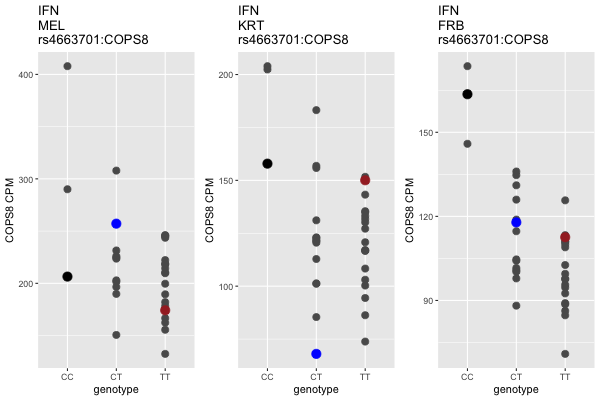 IFN
MEL
rs4663701:COPS8
400
300
200
COPS8 CPM
CC
CT
TT
genotype
IFN
KRT
rs4663701:COPS8
200
150
100
COPS8 CPM
CC
CT
TT
genotype
IFN
FRB
rs4663701:COPS8
150
120
90
COPS8 CPM
CC
CT
TT
genotype